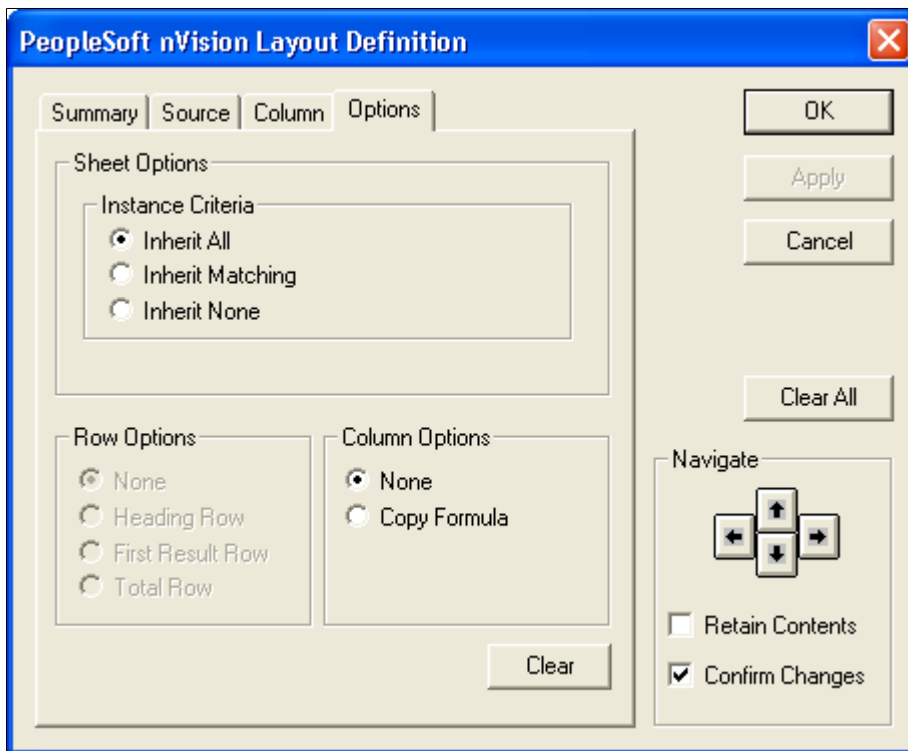 PeopleSoft nVision Layout Definition
Summary Source Column Options
Sheet Options
Instance Criteria
Inherit All
Inherit Matching
Inherit None
Row Options
None
Heading Row
First Result Row
Total Row
Column Options
None
Copy Formula
Clear
OK
Apply
Cancel
Clear All
Navigate
Retain Contents
Confirm Changes